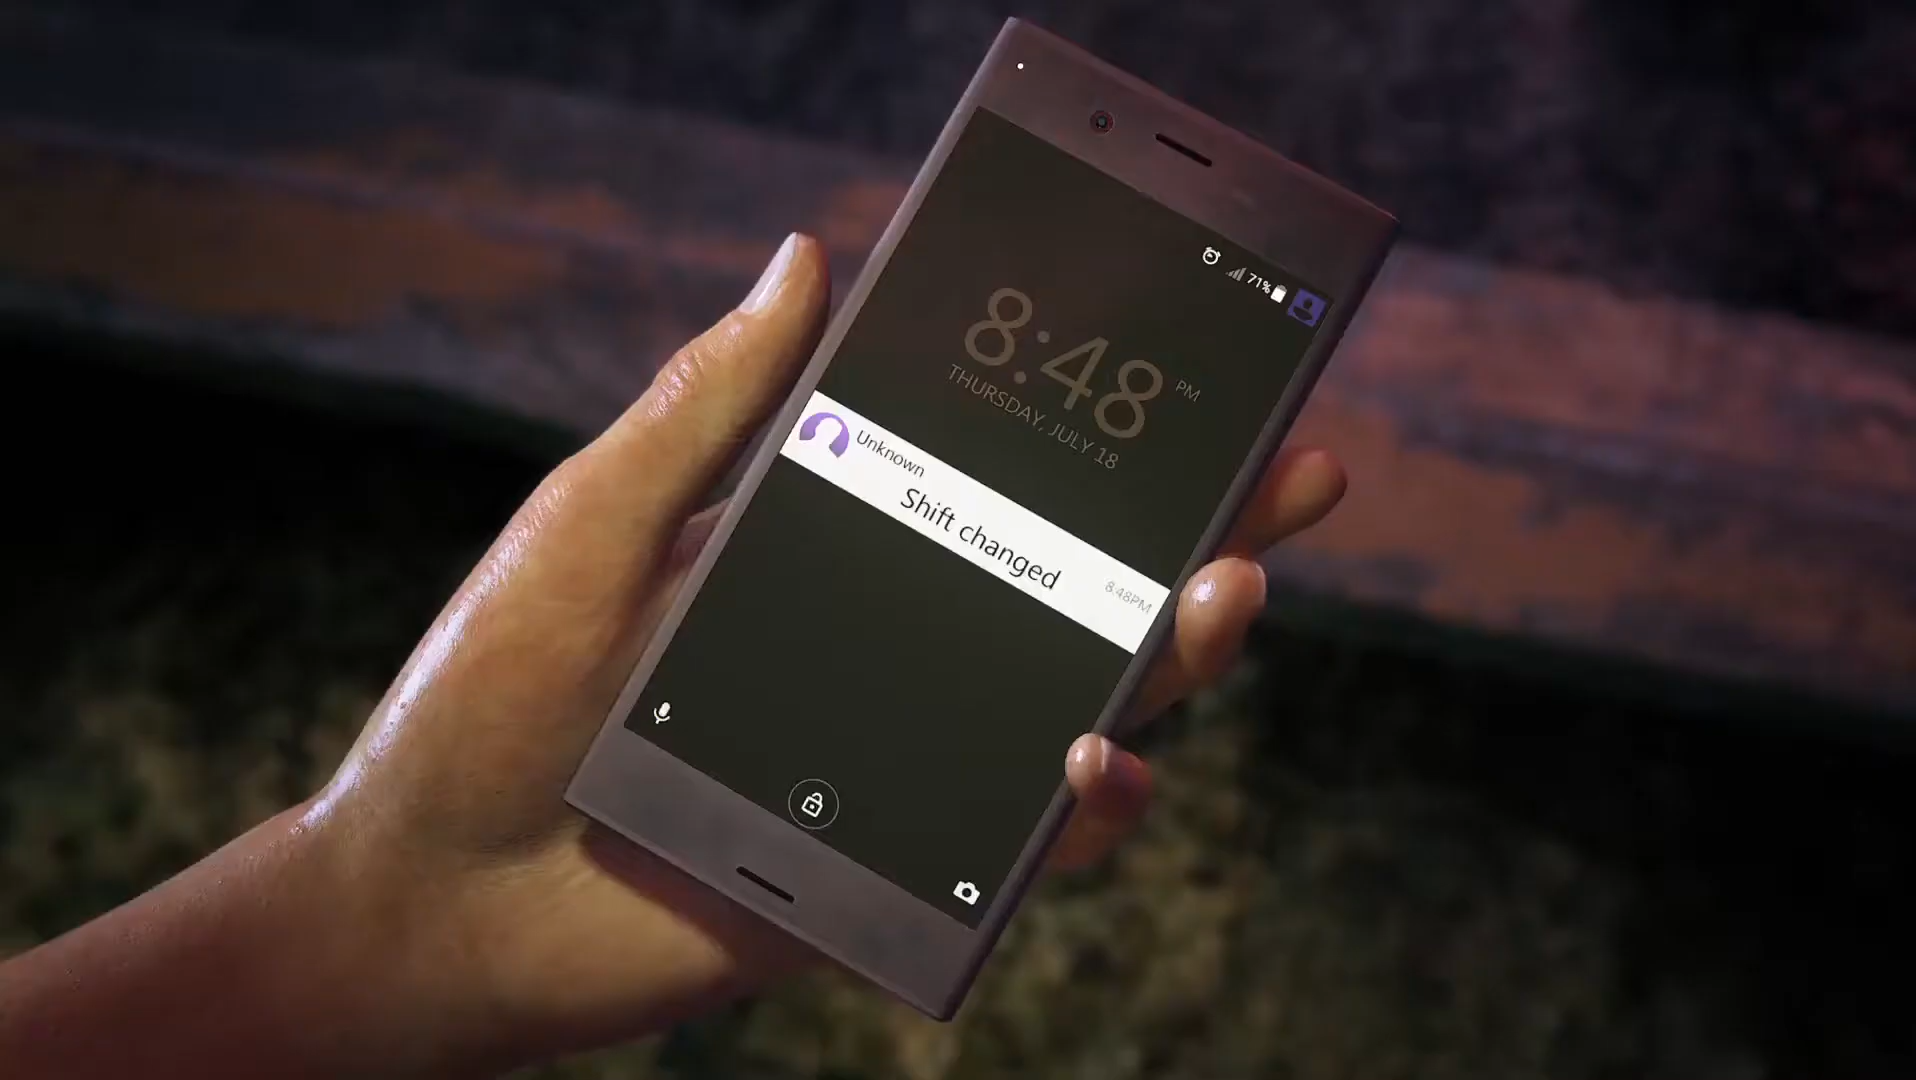 71%
8:48 PM
THURSDAY, JULY 18
Unknown
Shift changed
8:48PM